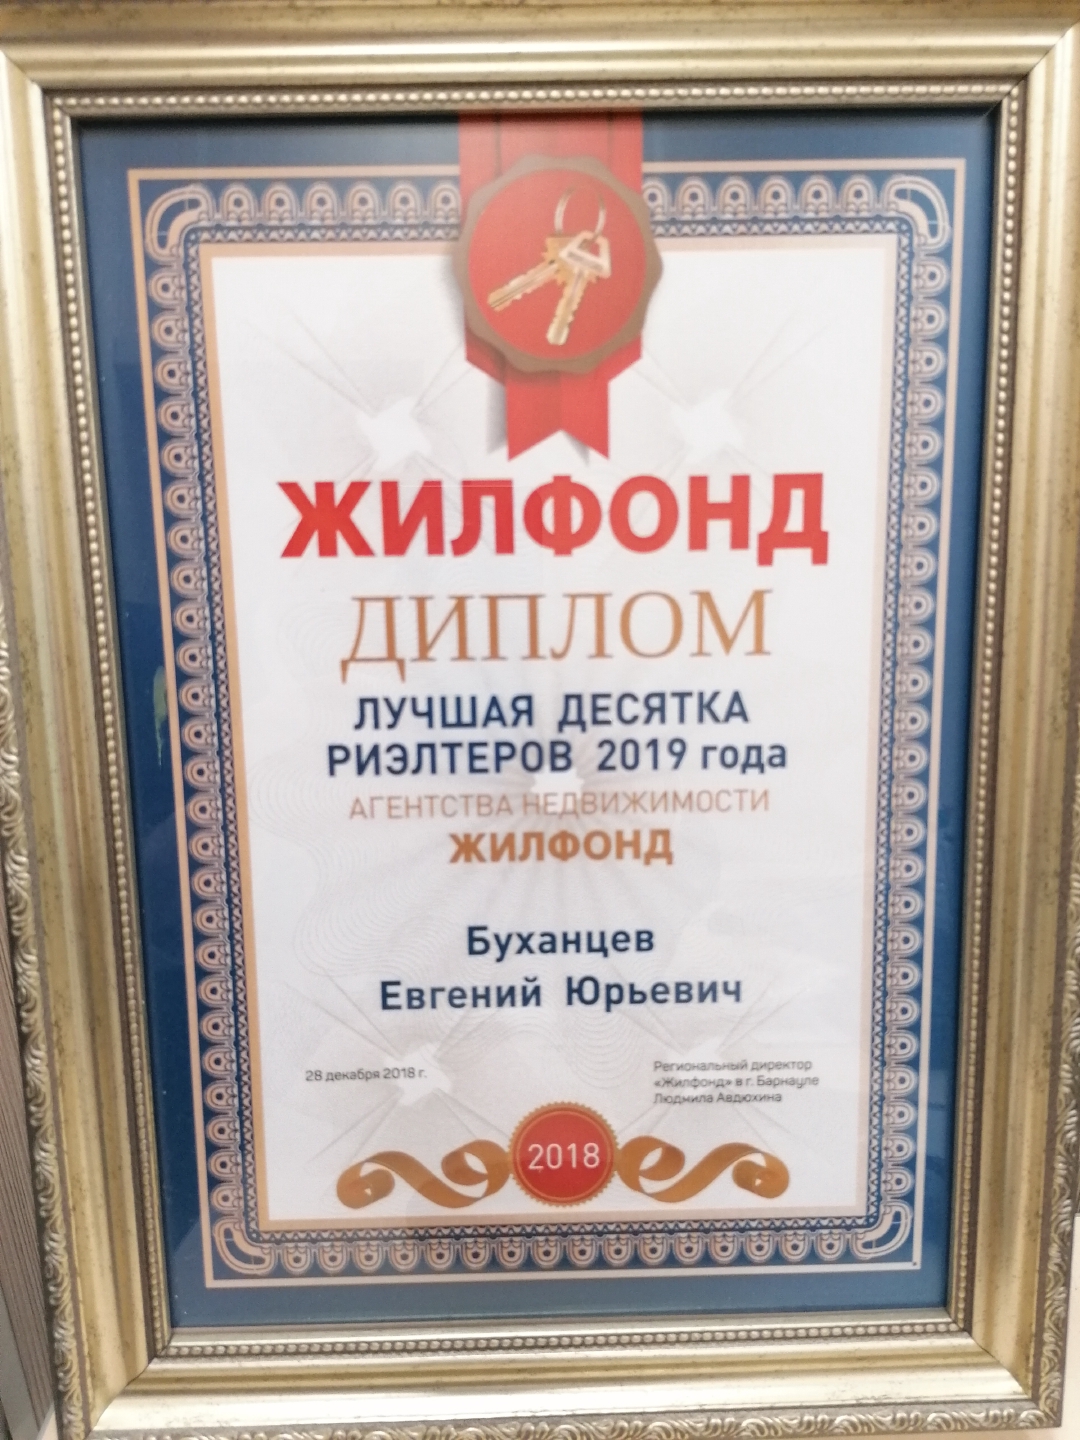 ЖИЛФОНД
ДИПЛОМ
ЛУЧШАЯ ДЕСЯТКА
РИЭЛТЕРОВ 2019 года
АГЕНТСТВА НЕДВИЖИМОСТИ
ЖИЛФОНД
Буханцев
Евгений Юрьевич
28 декабря 2018 г.
Региональный директор
«Жилфонд» в г. Барнауле
Людмила Авдюхина
2018